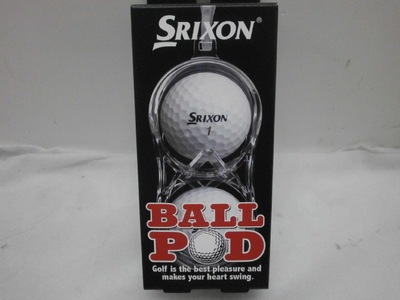 SRIXON®
SRIXON
1
BALL
POD
Golf is the best pleasure and
makes your heart swing.